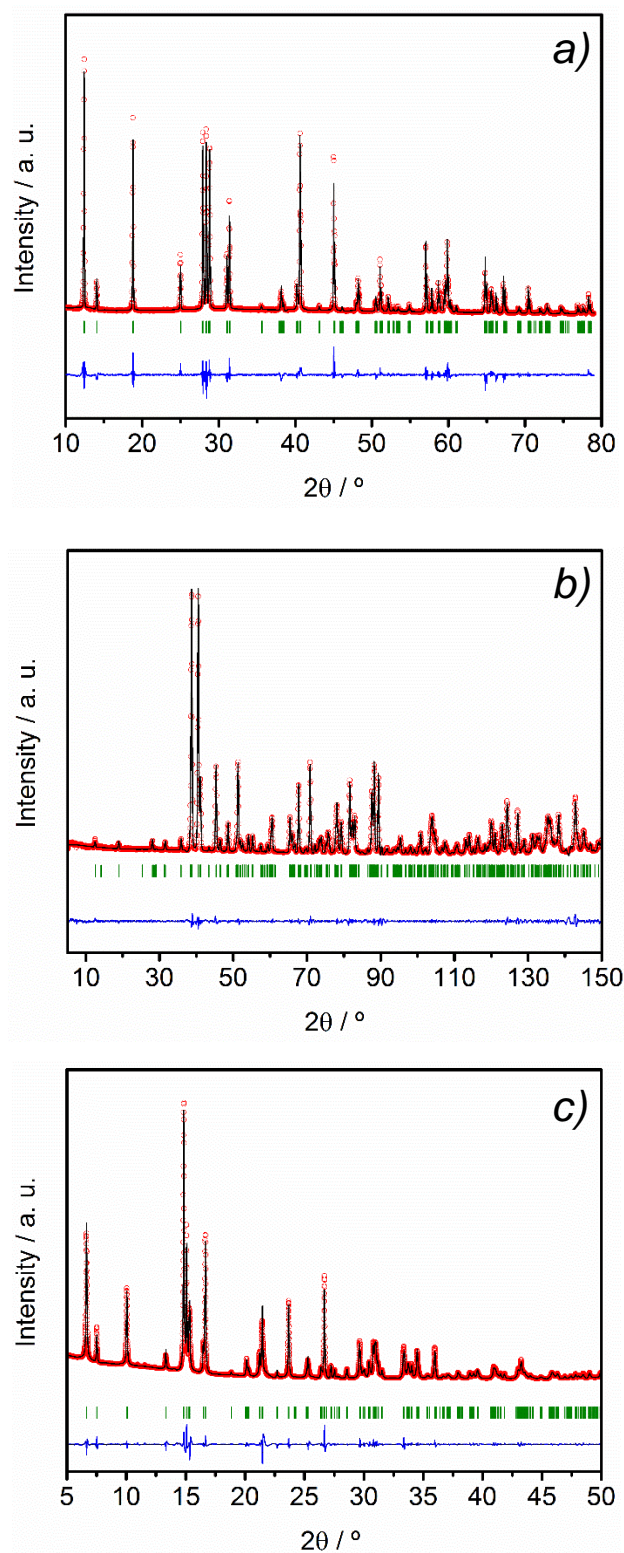 a)
Intensity / a. u.
10 20 30 40 50 60 70 80
2θ / º
b)
Intensity / a. u.
10 30 50 70 90 110 130 150
2θ / º
c)
Intensity / a. u.
5 10 15 20 25 30 35 40 45 50
2θ / º